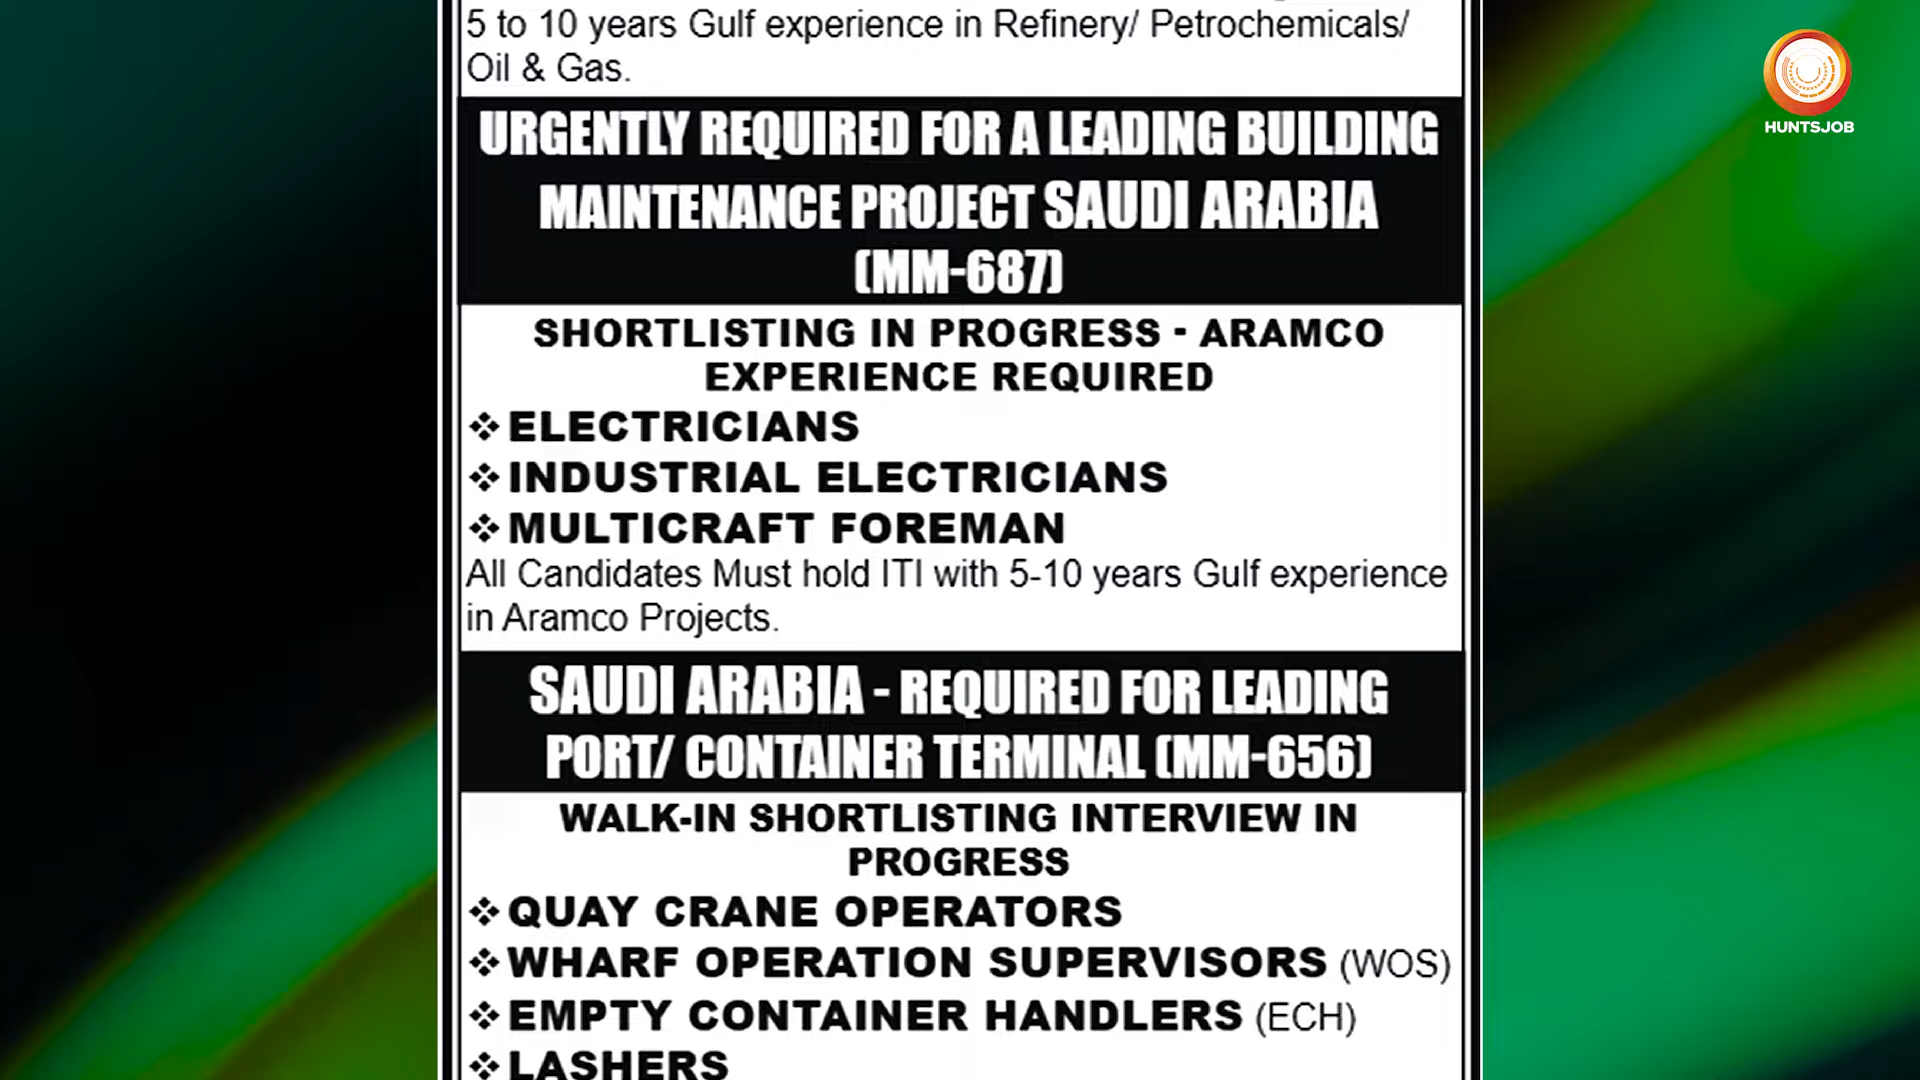 5 to 10 years Gulf experience in Refinery/ Petrochemicals/
Oil & Gas.
URGENTLY REQUIRED FOR A LEADING BUILDING
MAINTENANCE PROJECT SAUDI ARABIA
(MM-687)
SHORTLISTING IN PROGRESS - ARAMCO
EXPERIENCE REQUIRED
❖ ELECTRICIANS
❖ INDUSTRIAL ELECTRICIANS
❖ MULTICRAFT FOREMAN
All Candidates Must hold ITI with 5-10 years Gulf experience
in Aramco Projects.
SAUDI ARABIA - REQUIRED FOR LEADING
PORT/ CONTAINER TERMINAL (MM-656)
WALK-IN SHORTLISTING INTERVIEW IN
PROGRESS
❖ QUAY CRANE OPERATORS
❖ WHARF OPERATION SUPERVISORS (WOS)
❖ EMPTY CONTAINER HANDLERS (ECH)
❖ LASHERS
HUNTSJOB